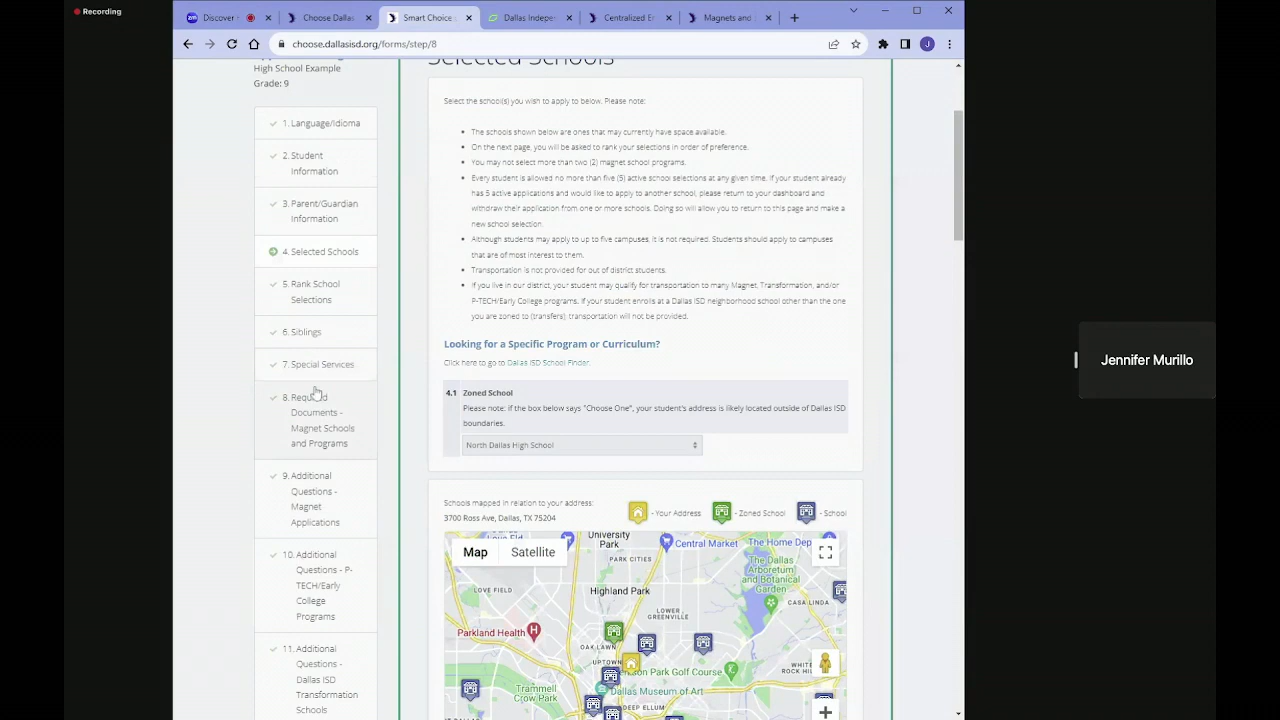 Recording
Discover
Choose Dallas
Smart Choice
Dallas Indepe
Centralized E
Magnets and
choose.dallasisd.org/forms/step/8
J
High School Example
Grade: 9
1. Language/Idioma
2. Student
Information
3. Parent/Guardian
Information
4. Selected Schools
5. Rank School
Selections
6. Siblings
7. Special Services
8. Required
Documents -
Magnet Schools
and Programs
9. Additional
Questions -
Magnet
Applications
10. Additional
Questions - P-
TECH/Early
College
Programs
11. Additional
Questions -
Dallas ISD
Transformation
Schools
Selected Schools
Select the school(s) you wish to apply to below. Please note:
The schools shown below are ones that may currently have space available.
On the next page, you will be asked to rank your selections in order of preference.
You may not select more than two (2) magnet school programs.
Every student is allowed no more than five (5) active school selections at any given time. If your student already
has 5 active applications and would like to apply to another school, please return to your dashboard and
withdraw their application from one or more schools. Doing so will allow you to return to this page and make a
new school selection.
Although students may apply to up to five campuses, it is not required. Students should apply to campuses
that are of most interest to them.
Transportation is not provided for out of district students.
If you live in our district, your student may qualify for transportation to many Magnet, Transformation, and/or
P-TECH/Early College programs. If your student enrolls at a Dallas ISD neighborhood school other than the one
you are zoned to (transfers) transportation will not be provided.
Looking for a Specific Program or Curriculum?
Click here to go to Dallas ISD School Finder.
4.1 Zoned School
Please note: if the box below says "Choose One", your student's address is likely located outside of Dallas ISD
boundaries.
North Dallas High School
Schools mapped in relation to your address:
3700 Ross Ave, Dallas, TX 75204
- Your Address
- Zoned School
- School
Map
Satellite
University
Park
Central Market
The Home Dep
PARK CITIES
The Dallas
Arboretum
and Botanical
Garden
LOVE FIELD
Highland Park
CASA LINDA
LOWER
GREENVILLE
Parkland Health
OAK LAWN
UPTOWN
Park Golf Course
WHITE
ROCK HI
Trammell
Crow Park
Dallas Museum of Art
DEEP ELLUM
Jennifer Murillo